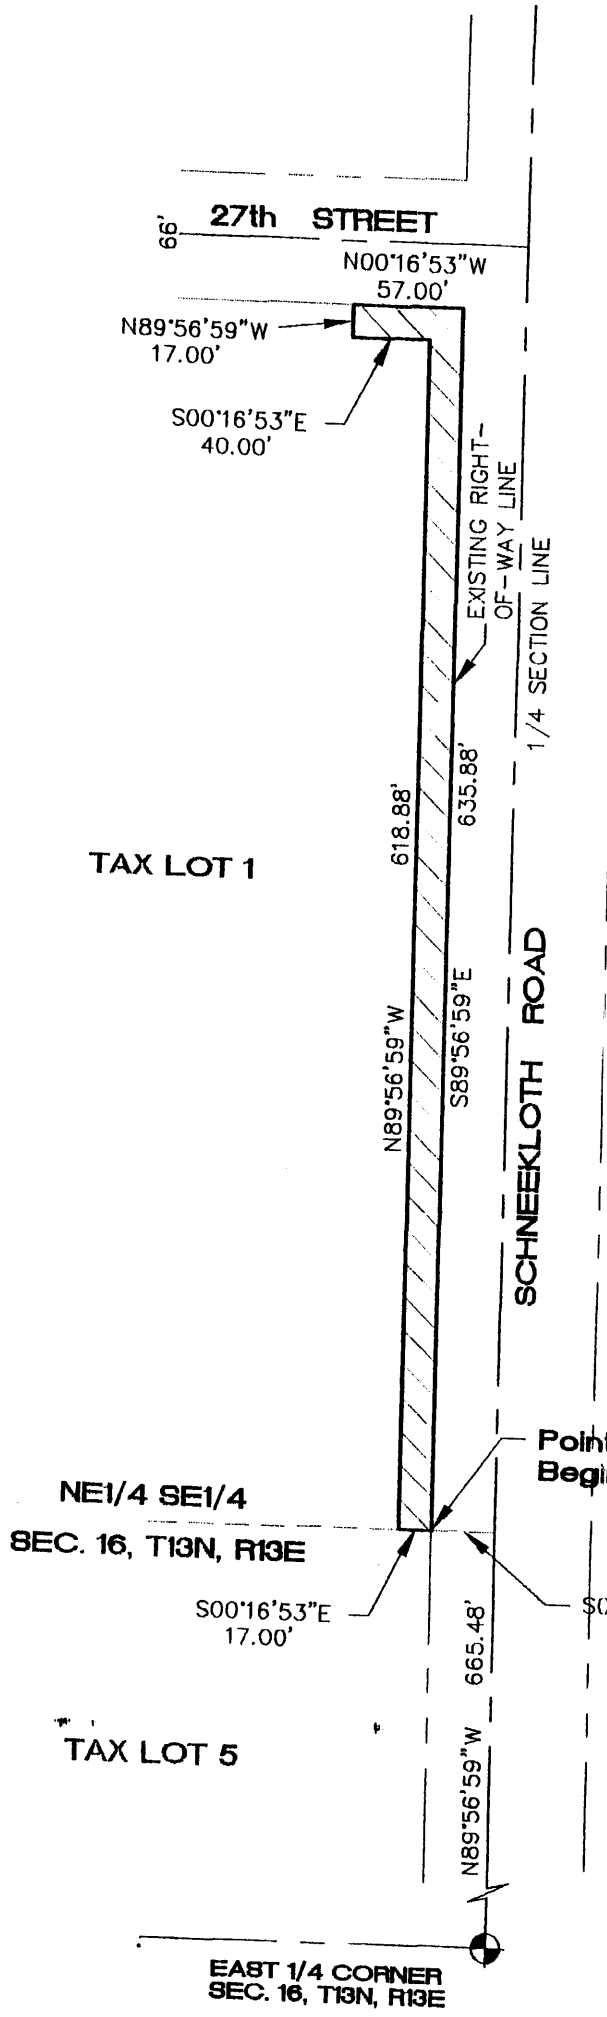 66'
27th STREET
N00°16'53"W
57.00'
N89°56'59"W
17.00'
S00°16'53"E
40.00'
EXISTING RIGHT-
OF-WAY LINE
1/4 SECTION LINE
618.88'
635.88'
TAX LOT 1
SCHNEEKLOTH ROAD
N89°56'59"W
S89°56'59"E
Point
NE1/4 SE1/4
SEC. 16, T13N, R13E
S00°16'53"E
17.00'
N89°56'59"W 665.48'
TAX LOT 5
EAST 1/4 CORNER
SEC. 16, T13N, R13E